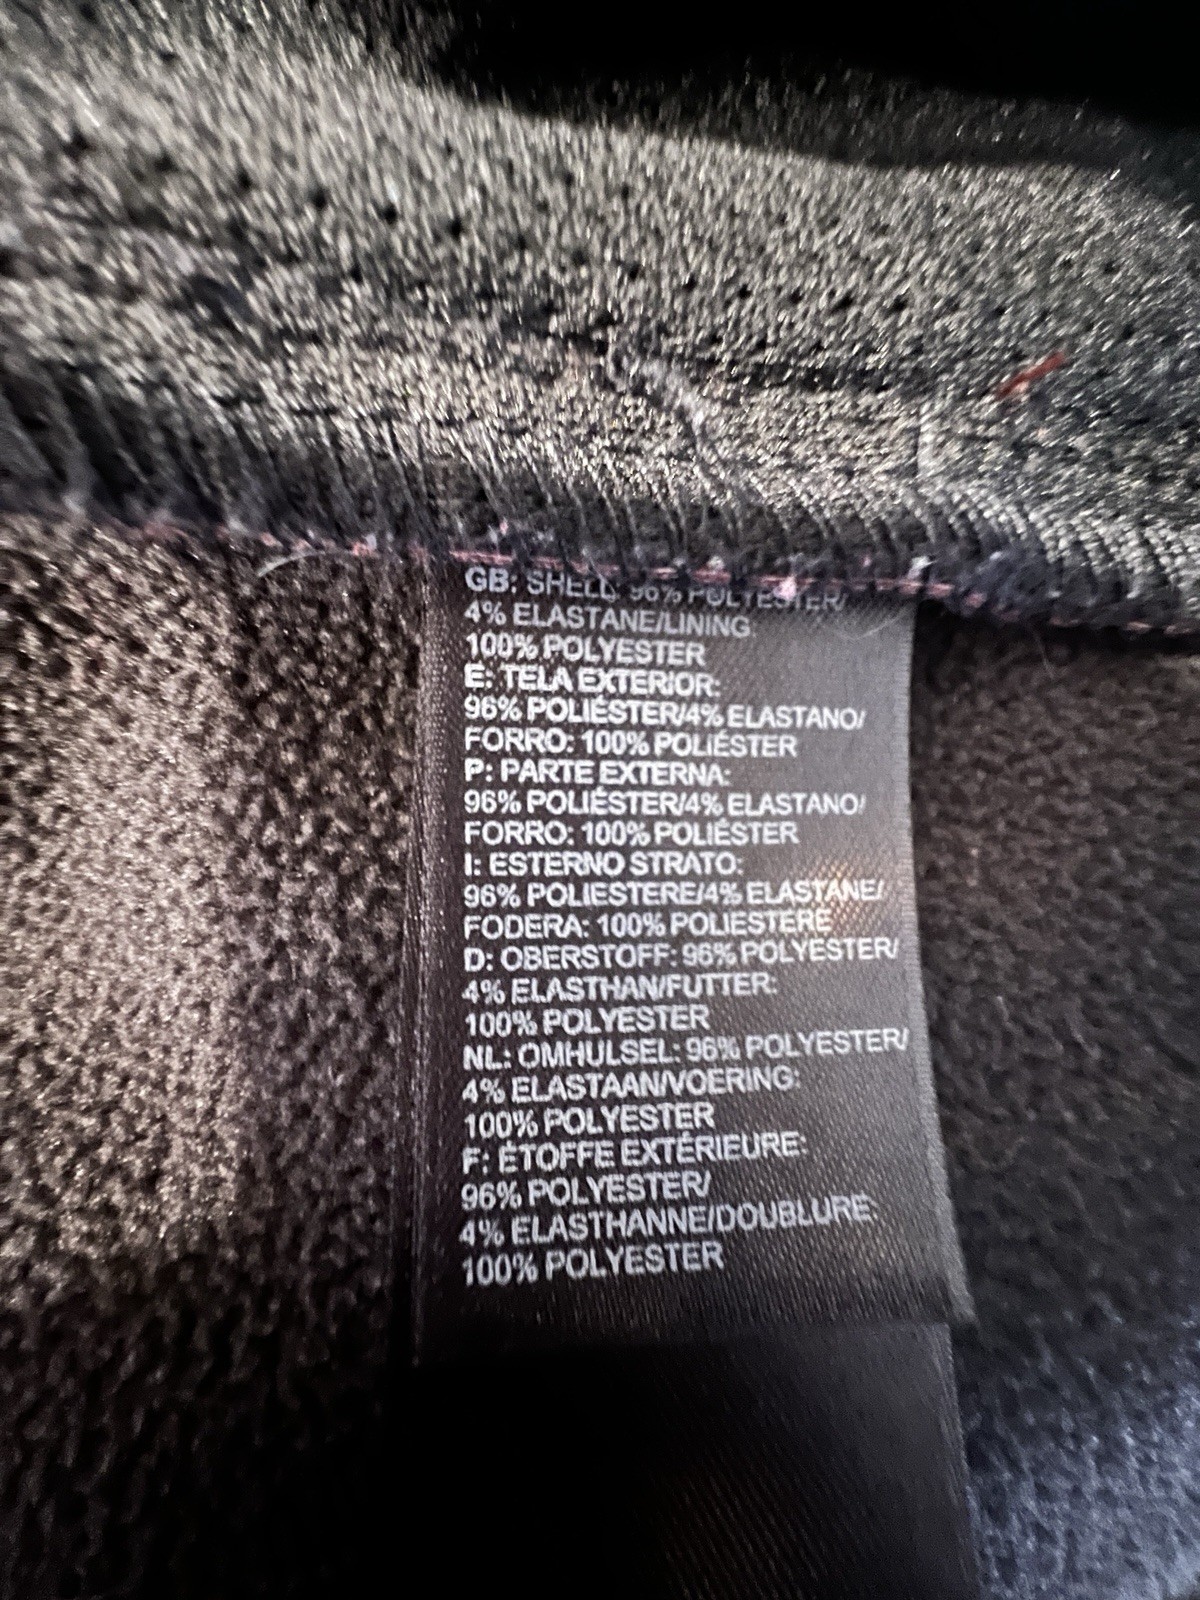 GB: SHELL: 96% POLYESTER/
4% ELASTANE/LINING:
100% POLYESTER
E: TELA EXTERIOR:
96% POLIÉSTER/4% ELASTANO/
FORRO: 100% POLIÉSTER
P: PARTE EXTERNA:
96% POLIÉSTER/4% ELASTANO/
FORRO: 100% POLIÉSTER
I: ESTERNO STRATO:
96% POLIESTERE/4% ELASTANE/
FODERA: 100% POLIESTERE
D: OBERSTOFF: 96% POLYESTER/
4% ELASTHAN/FUTTER:
100% POLYESTER
NL: OMHULSEL: 96% POLYESTER/
4% ELASTAAN/VOERING:
100% POLYESTER
F: ÉTOFFE EXTÉRIEURE:
96% POLYESTER/
4% ELASTHANNE/DOUBLURE:
100% POLYESTER